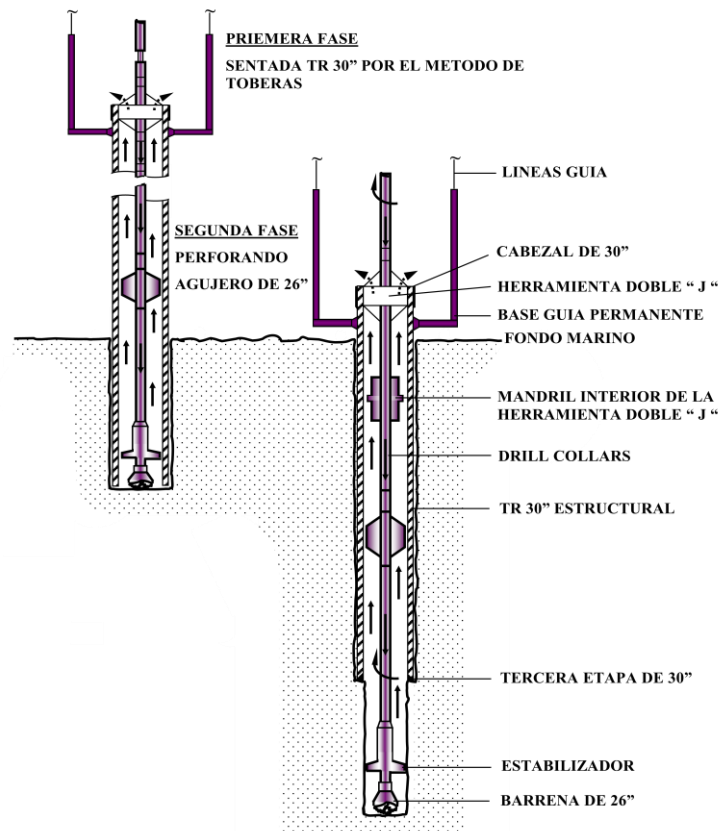 PRIEMERA FASE
SENTADA TR 30” POR EL METODO DE
TOBERAS
SEGUNDA FASE
PERFORANDO
AGUJERO DE 26”
LINEAS GUIA
CABEZAL DE 30”
HERRAMIENTA DOBLE “ J “
BASE GUIA PERMANENTE
FONDO MARINO
MANDRIL INTERIOR DE LA
HERRAMIENTA DOBLE “ J “
DRILL COLLARS
TR 30” ESTRUCTURAL
TERCERA ETAPA DE 30”
ESTABILIZADOR
BARRENA DE 26”